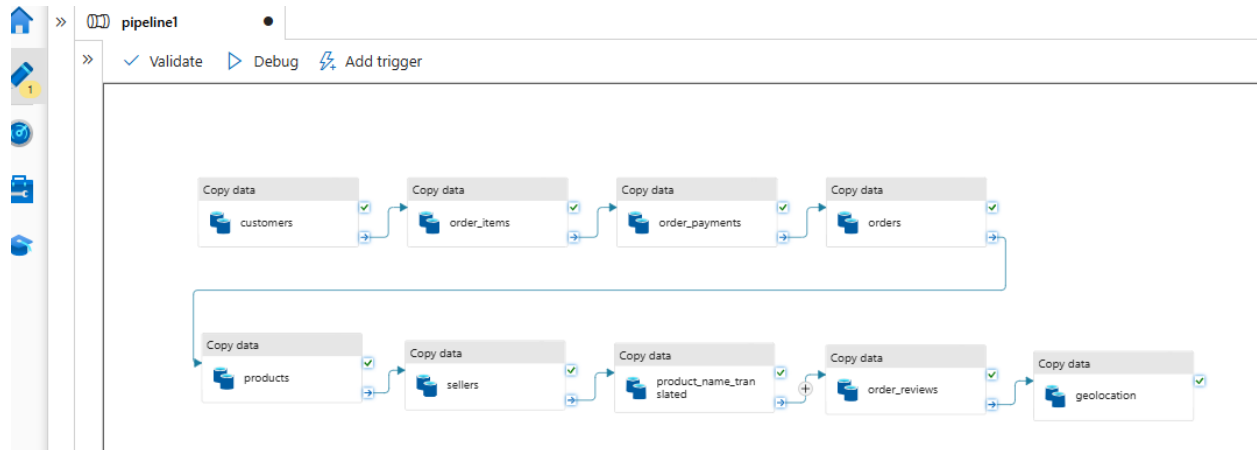 pipeline1
Validate Debug Add trigger
1
Copy data Copy data Copy data Copy data
customers order_items order_payments orders
Copy data Copy data Copy data Copy data Copy data
products sellers product_name_tran
slated order_reviews geolocation